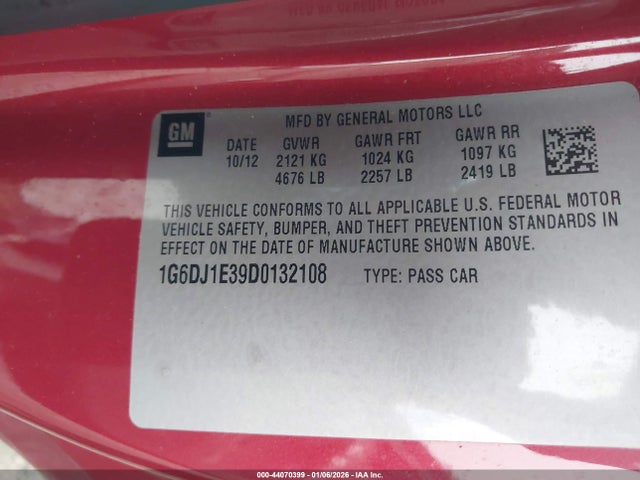 GM
MFD BY GENERAL MOTORS LLC
DATE GVWR GAWR FRT GAWR RR
10/12 2121 KG 1024 KG 1097 KG
4676 LB 2257 LB 2419 LB
THIS VEHICLE CONFORMS TO ALL APPLICABLE U.S. FEDERAL MOTOR
VEHICLE SAFETY, BUMPER, AND THEFT PREVENTION STANDARDS IN
EFFECT ON THE DATE OF MANUFACTURE SHOWN ABOVE.
1G6DJ1E39D0132108 TYPE: PASS CAR
000-44070399 - 01/06/2026 - IAA Inc.